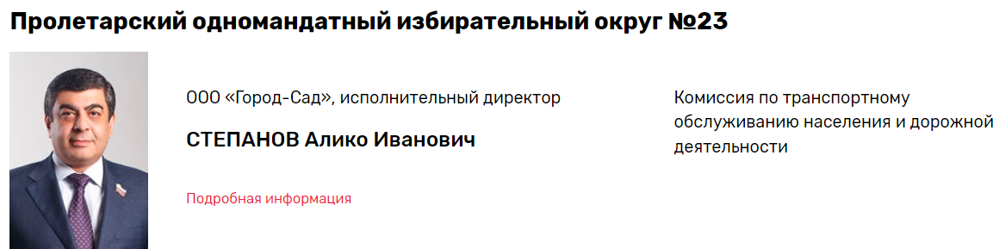 Пролетарский одномандатный избирательный округ №23
ООО «Город-Сад», исполнительный директор
СТЕПАНОВ Алико Иванович
Подробная информация
Комиссия по транспортному
обслуживанию населения и дорожной
деятельности